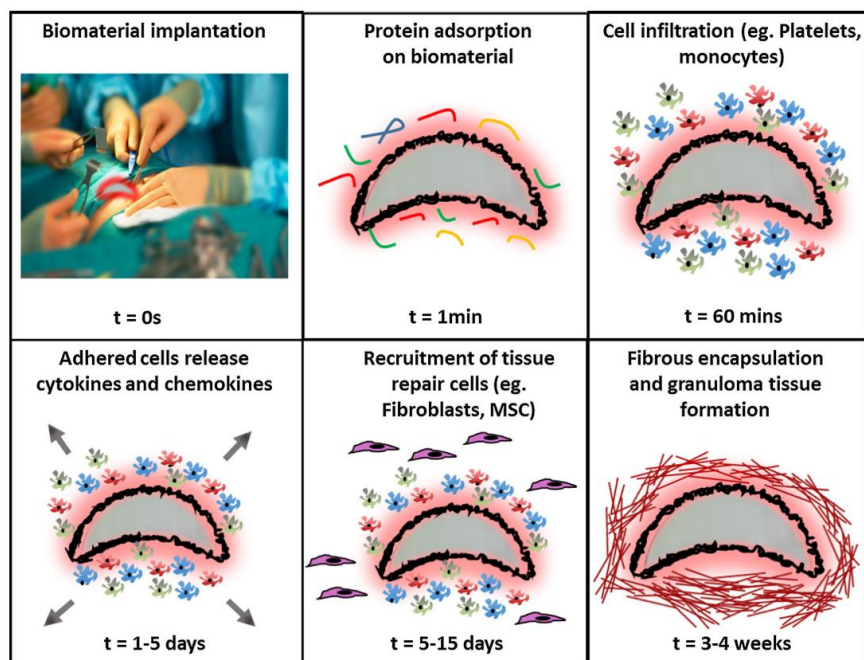 Biomaterial implantation
t = 0s
Protein adsorption
on biomaterial
t = 1min
Cell infiltration (eg. Platelets,
monocytes)
t = 60 mins
Adhered cells release
cytokines and chemokines
t = 1-5 days
Recruitment of tissue
repair cells (eg.
Fibroblasts, MSC)
t = 5-15 days
Fibrous encapsulation
and granuloma tissue
formation
t = 3-4 weeks